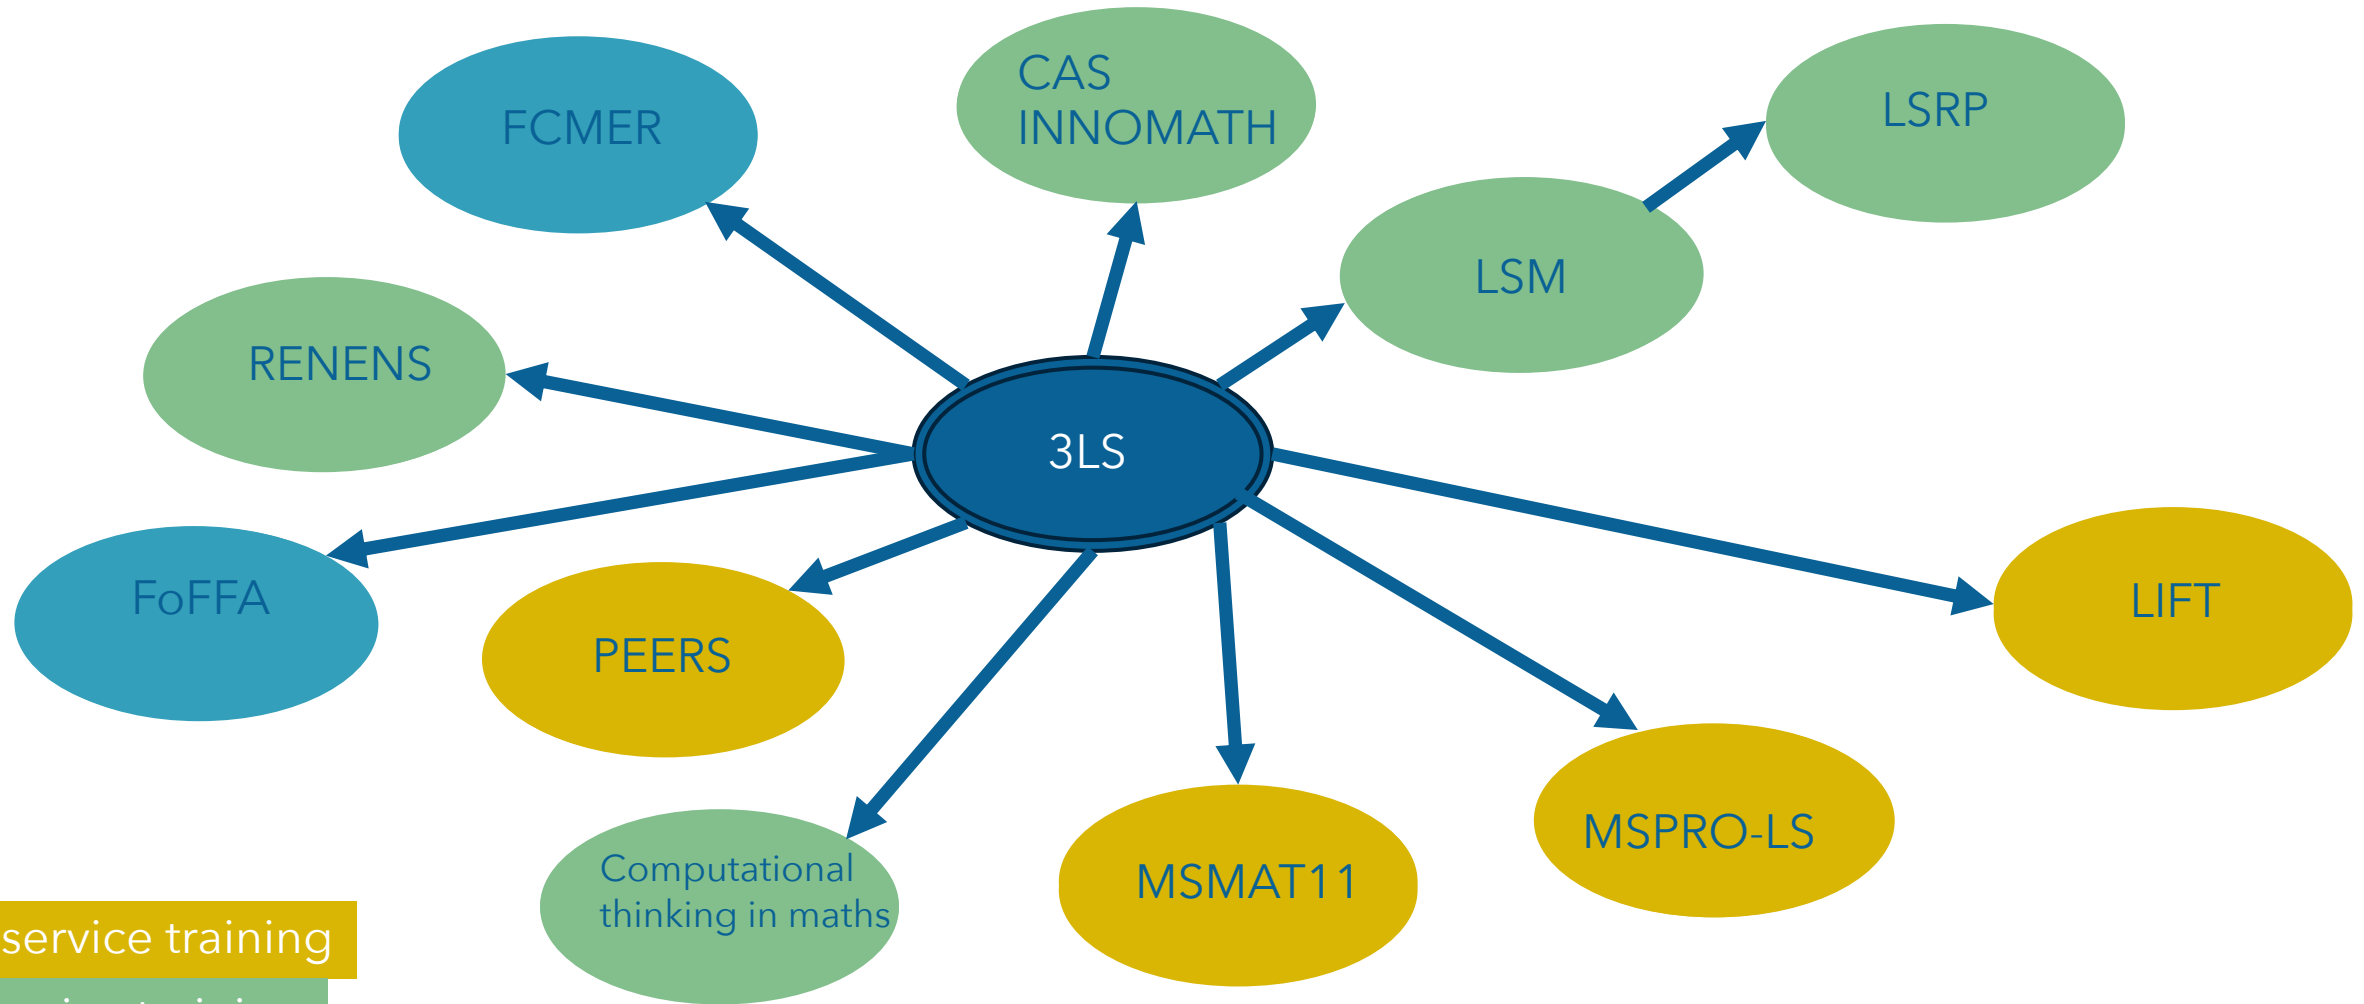 CAS
INNOMATH
LSRP
FCMER
LSM
RENENS
3LS
FoFFA
LIFT
PEERS
MSPRO-LS
Computational
thinking in maths
MSMAT11
service training